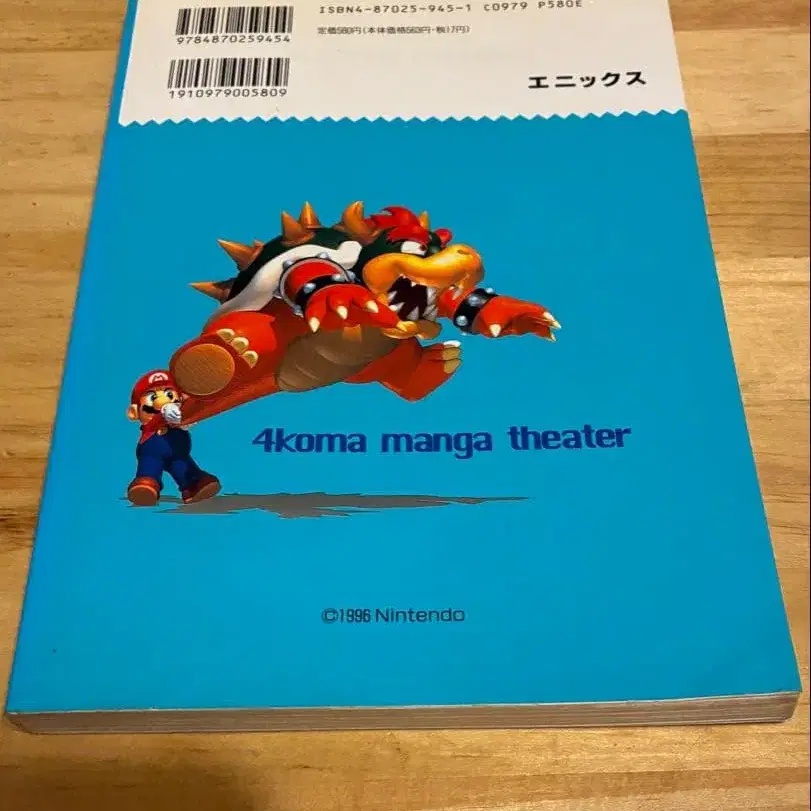 ISBN4-87025-945-1 C0979 P580E
9784870259454
定価580円(本体価格563円・税17円)
1910979005809
エニックス
M
4koma manga theater
©1996 Nintendo